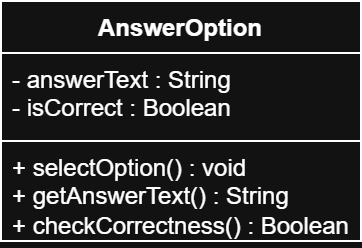 AnswerOption
- answerText : String
- isCorrect : Boolean
+ selectOption() : void
+ getAnswerText() : String
+ checkCorrectness() : Boolean